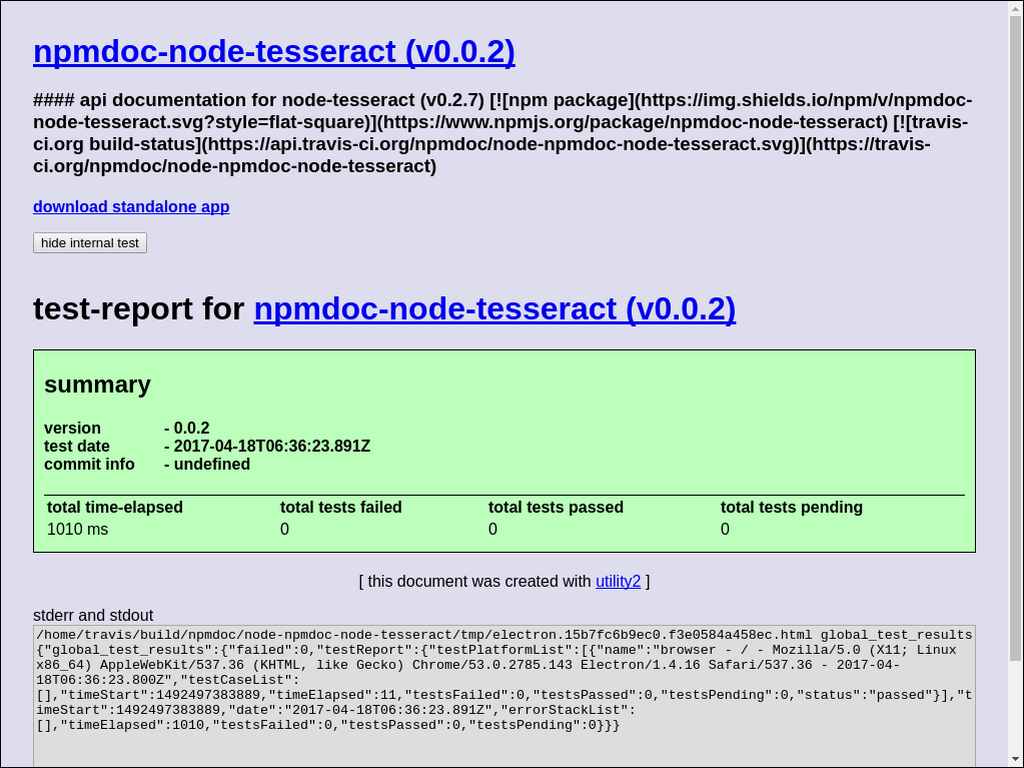 npmdoc-node-tesseract (v0.0.2)
#### api documentation for node-tesseract (v0.2.7) [![npm package](https://img.shields.io/npm/v/npmdoc-
node-tesseract.svg?style=flat-square)](https://www.npmjs.org/package/npmdoc-node-tesseract) [![travis-
ci.org build-status](https://api.travis-ci.org/npmdoc/node-npmdoc-node-tesseract.svg)](https://travis-
ci.org/npmdoc/node-npmdoc-node-tesseract)
download standalone app
hide internal test
test-report for npmdoc-node-tesseract (v0.0.2)
summary
version - 0.0.2
test date - 2017-04-18T06:36:23.891Z
commit info - undefined
total time-elapsed total tests failed total tests passed total tests pending
1010 ms 0 0 0
[ this document was created with utility2 ]
stderr and stdout
/home/travis/build/npmdoc/node-npmdoc-node-tesseract/tmp/electron.15b7fc6b9ec0.f3e0584a458ec.html global_test_results
{"global_test_results":{"failed":0,"testReport":{"testPlatformList":[{"name":"browser - / - Mozilla/5.0 (X11; Linux
x86_64) AppleWebKit/537.36 (KHTML, like Gecko) Chrome/53.0.2785.143 Electron/1.4.16 Safari/537.36 - 2017-04-
18T06:36:23.800Z","testCaseList":
[],"timeStart":1492497383889,"timeElapsed":11,"testsFailed":0,"testsPassed":0,"testsPending":0,"status":"passed"}],"t
imeStart":1492497383889,"date":"2017-04-18T06:36:23.891Z","errorStackList":
[],"timeElapsed":1010,"testsFailed":0,"testsPassed":0,"testsPending":0}}}